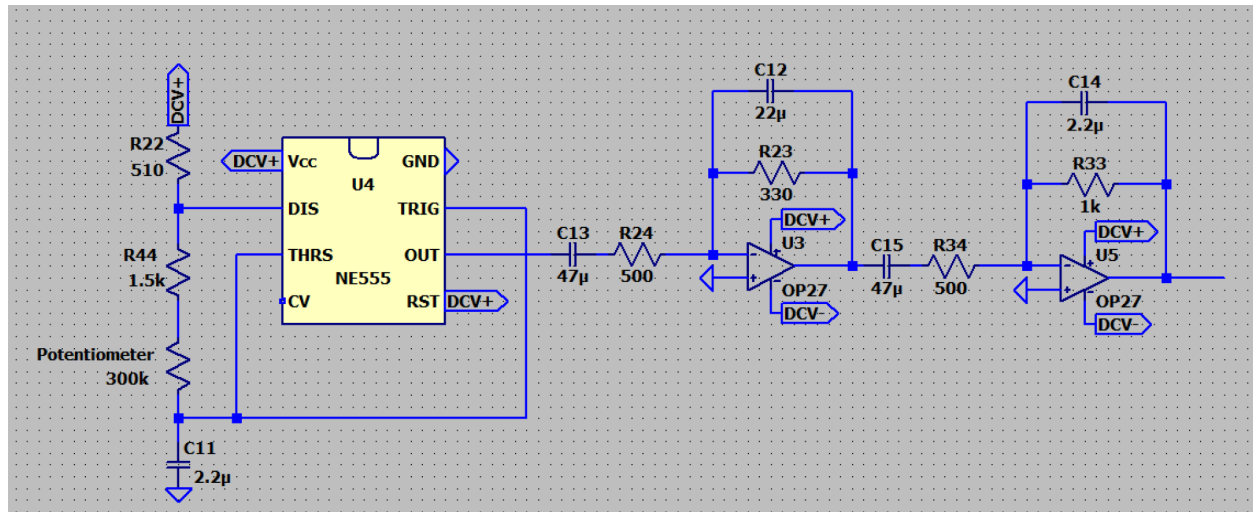 DCV+
R22
510
R44
1.5k
Potentiometer
300k
C11
2.2µ
DCV+
Vcc
GND
U4
DIS
TRIG
THRS
OUT
NE555
CV
RST
DCV+
C13
47µ
R24
500
C12
22µ
R23
330
DCV+
U3
OP27
DCV-
C15
47µ
R34
500
C14
2.2µ
R33
1k
DCV+
U5
OP27
DCV-